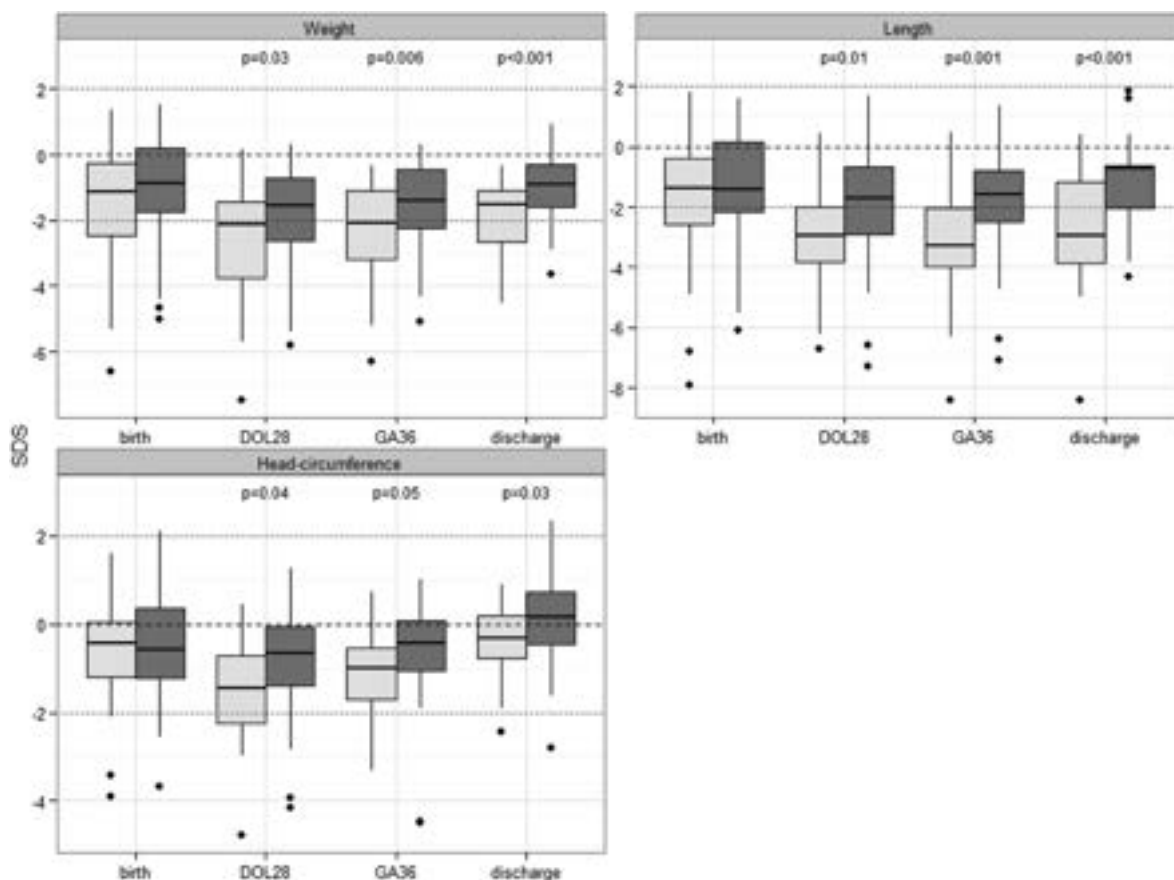 Weight
p=0.03 p=0.006 p<0.001
2
0
-2
-4
-6
birth DOL28 GA36 discharge
Length
p=0.01 p=0.001 p<0.001
2
0
-2
-4
-6
-8
birth DOL28 GA36 discharge
SDS
Head-circumference
p=0.04 p=0.05 p=0.03
2
0
-2
-4
birth DOL28 GA36 discharge